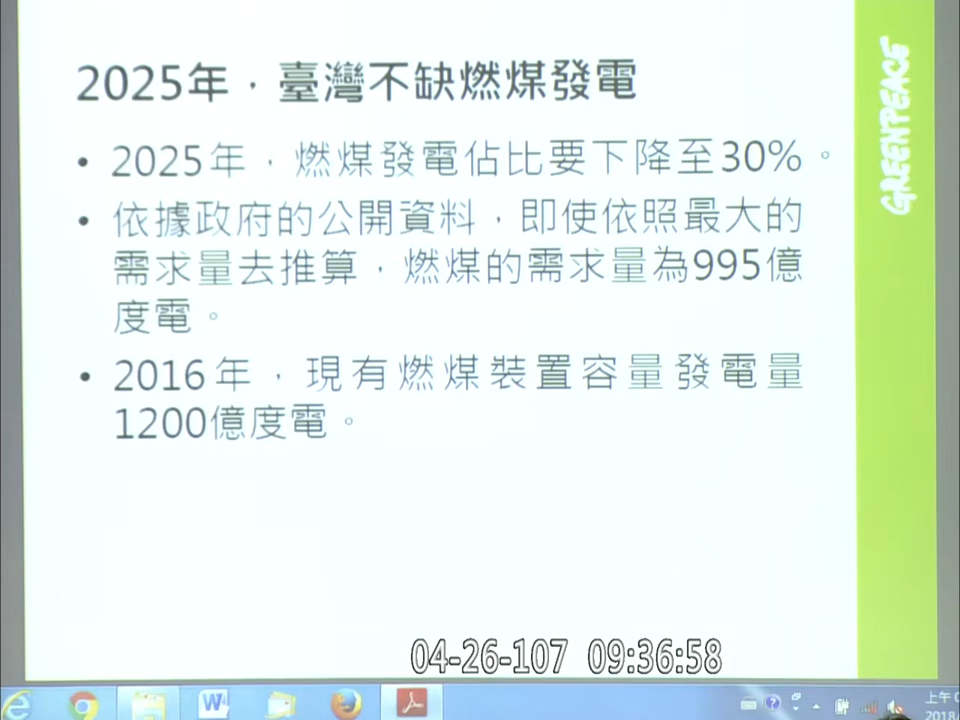 2025年，臺灣不缺燃煤發電
GREENPEACE
• 2025年，燃煤發電佔比要下降至30%。
• 依據政府的公開資料，即使依照最大的
需求量去推算，燃煤的需求量為995億
度電。
• 2016年，現有燃煤裝置容量發電量
1200億度電。
04-26-107 09:36:58
上午
2018